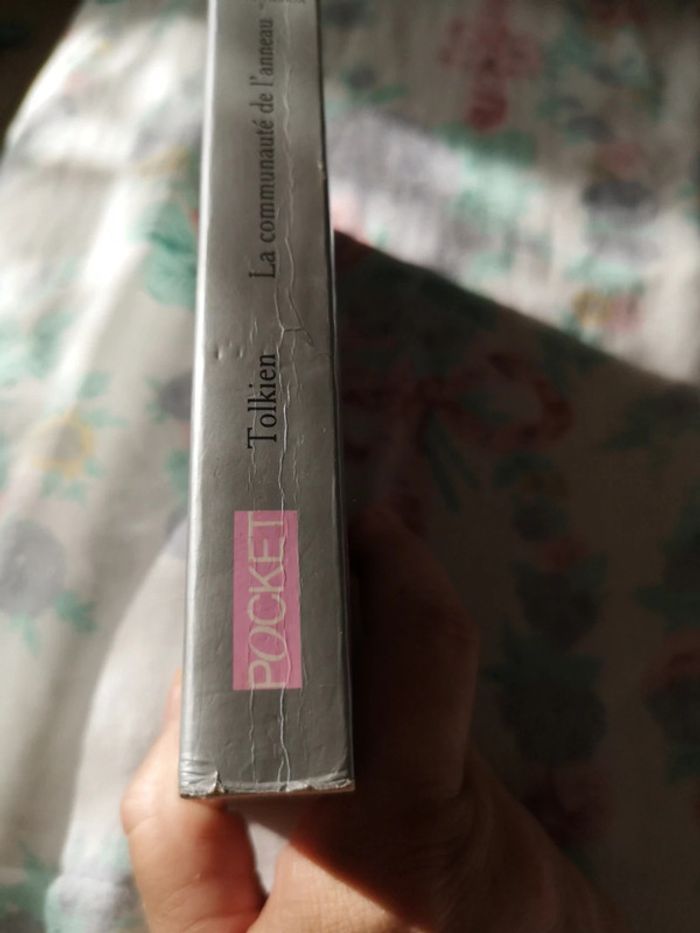 POCKET
Tolkien
La communauté de l'anneau